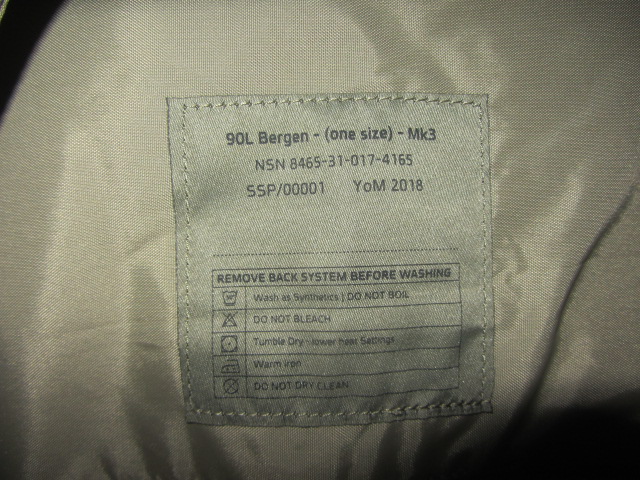 90L Bergen - (one size) - Mk3
NSN 8465-31-017-4165
SSP/00001 YoM 2018
REMOVE BACK SYSTEM BEFORE WASHING
Wash as Synthetics | DO NOT BOIL
DO NOT BLEACH
Tumble Dry - lower heat Settings
Warm iron
DO NOT DRY CLEAN